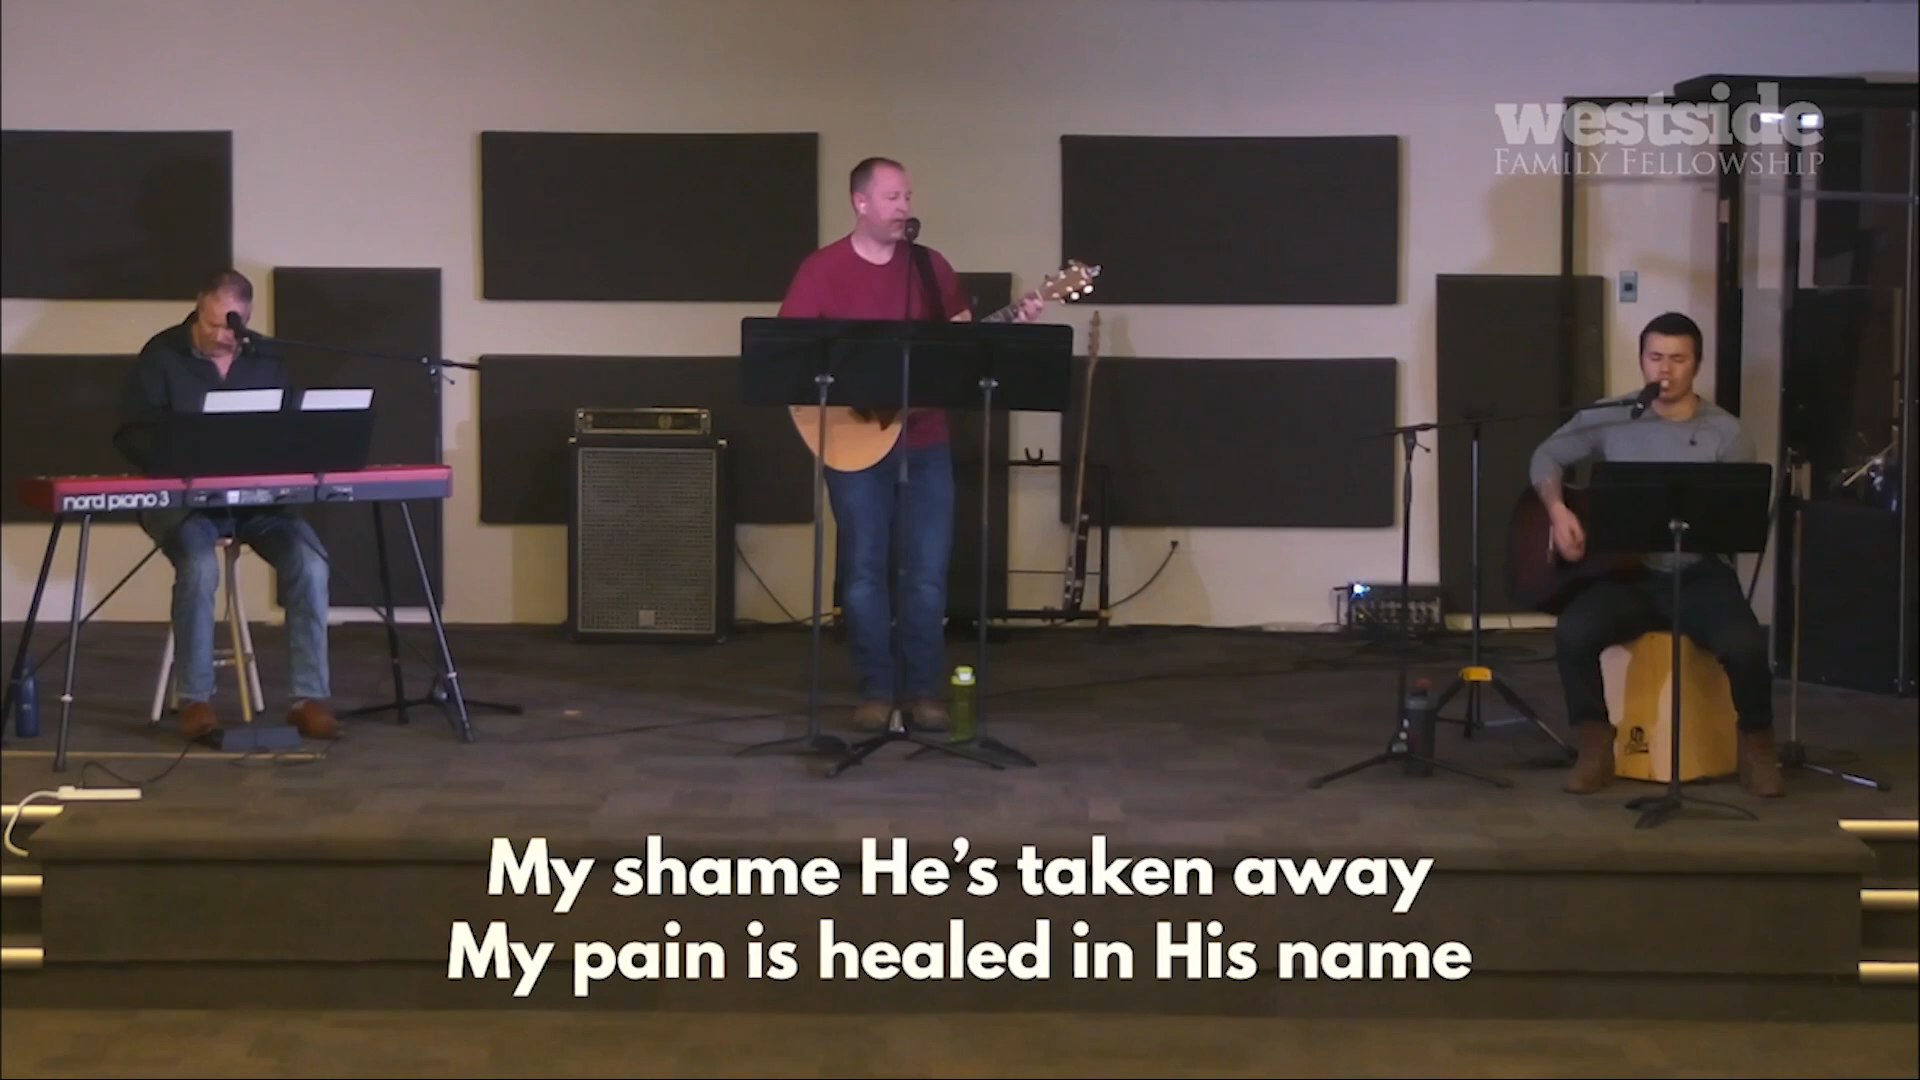 westside
FAMILY FELLOWSHIP
nord piano 3
My shame He's taken away
My pain is healed in His name